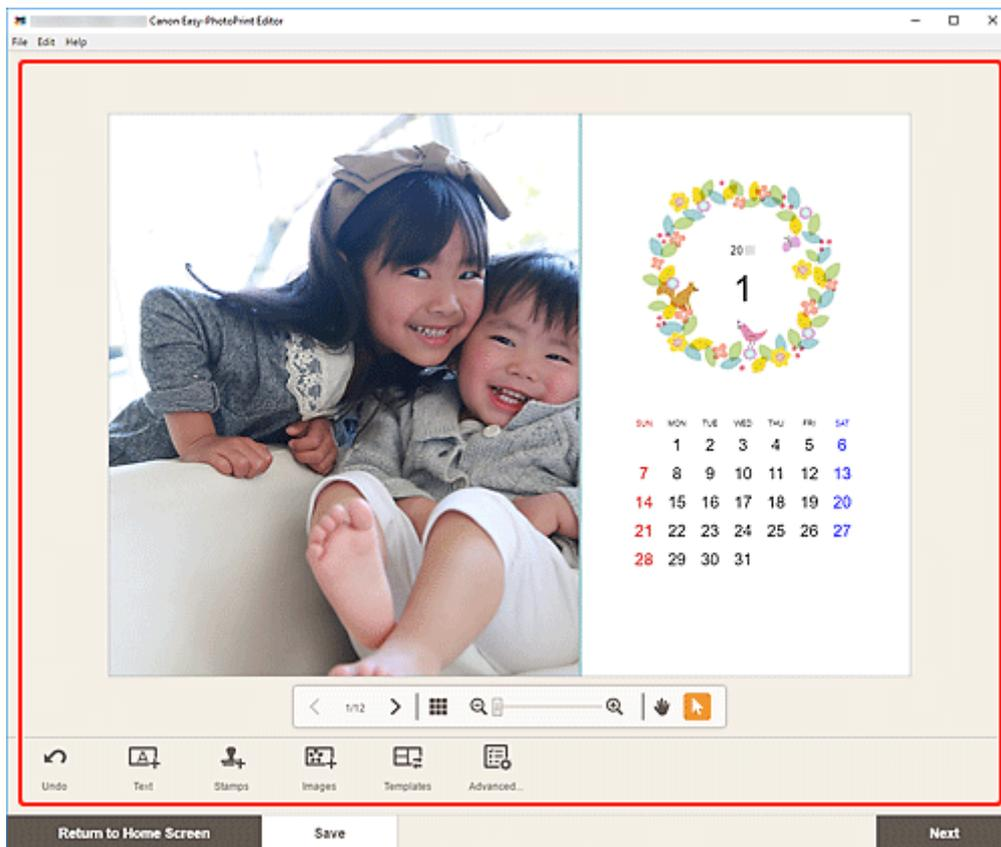 Canon Easy-PhotoPrint Editor
File Edit Help
20
1
SUN MON TUE WED THU FRI SAT
1 2 3 4 5 6
7 8 9 10 11 12 13
14 15 16 17 18 19 20
21 22 23 24 25 26 27
28 29 30 31
1/12
A
Undo Text Stamps Images Templates Advanced...
Return to Home Screen Save Next